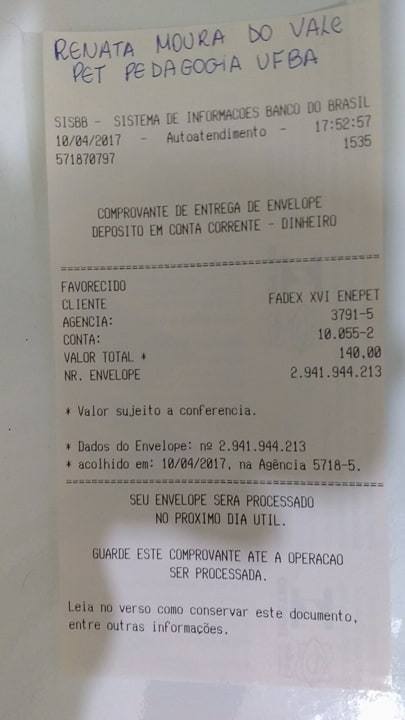 RENATA MOURA DO VALE
PET PEDAGOGIA UFBA
SISBB - SISTEMA DE INFORMACOES BANCO DO BRASIL
10/04/2017 - Autoatendimento - 17:52:57
571870797 1535
COMPROVANTE DE ENTREGA DE ENVELOPE
DEPOSITO EM CONTA CORRENTE - DINHEIRO
================================================
FAVORECIDO
CLIENTE FADEX XVI ENEPET
AGENCIA: 3791-5
CONTA: 10.055-2
VALOR TOTAL * 140,00
NR. ENVELOPE 2.941.944.213
* Valor sujeito a conferencia.
* Dados do Envelope: nº 2.941.944.213
* acolhido em: 10/04/2017, na Agência 5718-5.
================================================
SEU ENVELOPE SERA PROCESSADO
NO PROXIMO DIA UTIL.
GUARDE ESTE COMPROVANTE ATE A OPERACAO
SER PROCESSADA.
Leia no verso como conservar este documento,
entre outras informações.